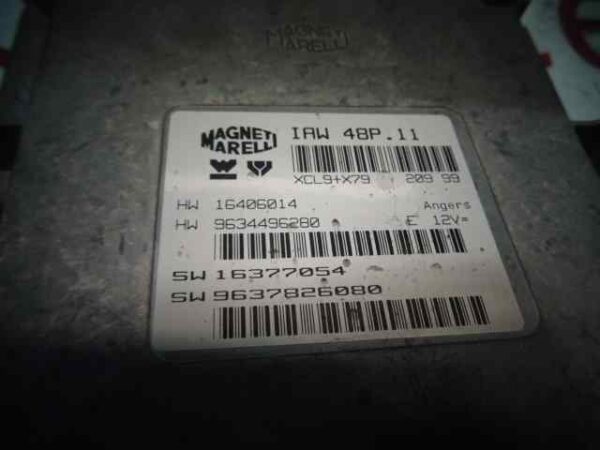 MAGNETI
MARELLI
MAGNETI
MARELLI
IAW 48P.11
XCL9+X79 209 99
HW 16406014 Angers
HW 9634496280 E 12V=
SW 16377054
SW 9637826080